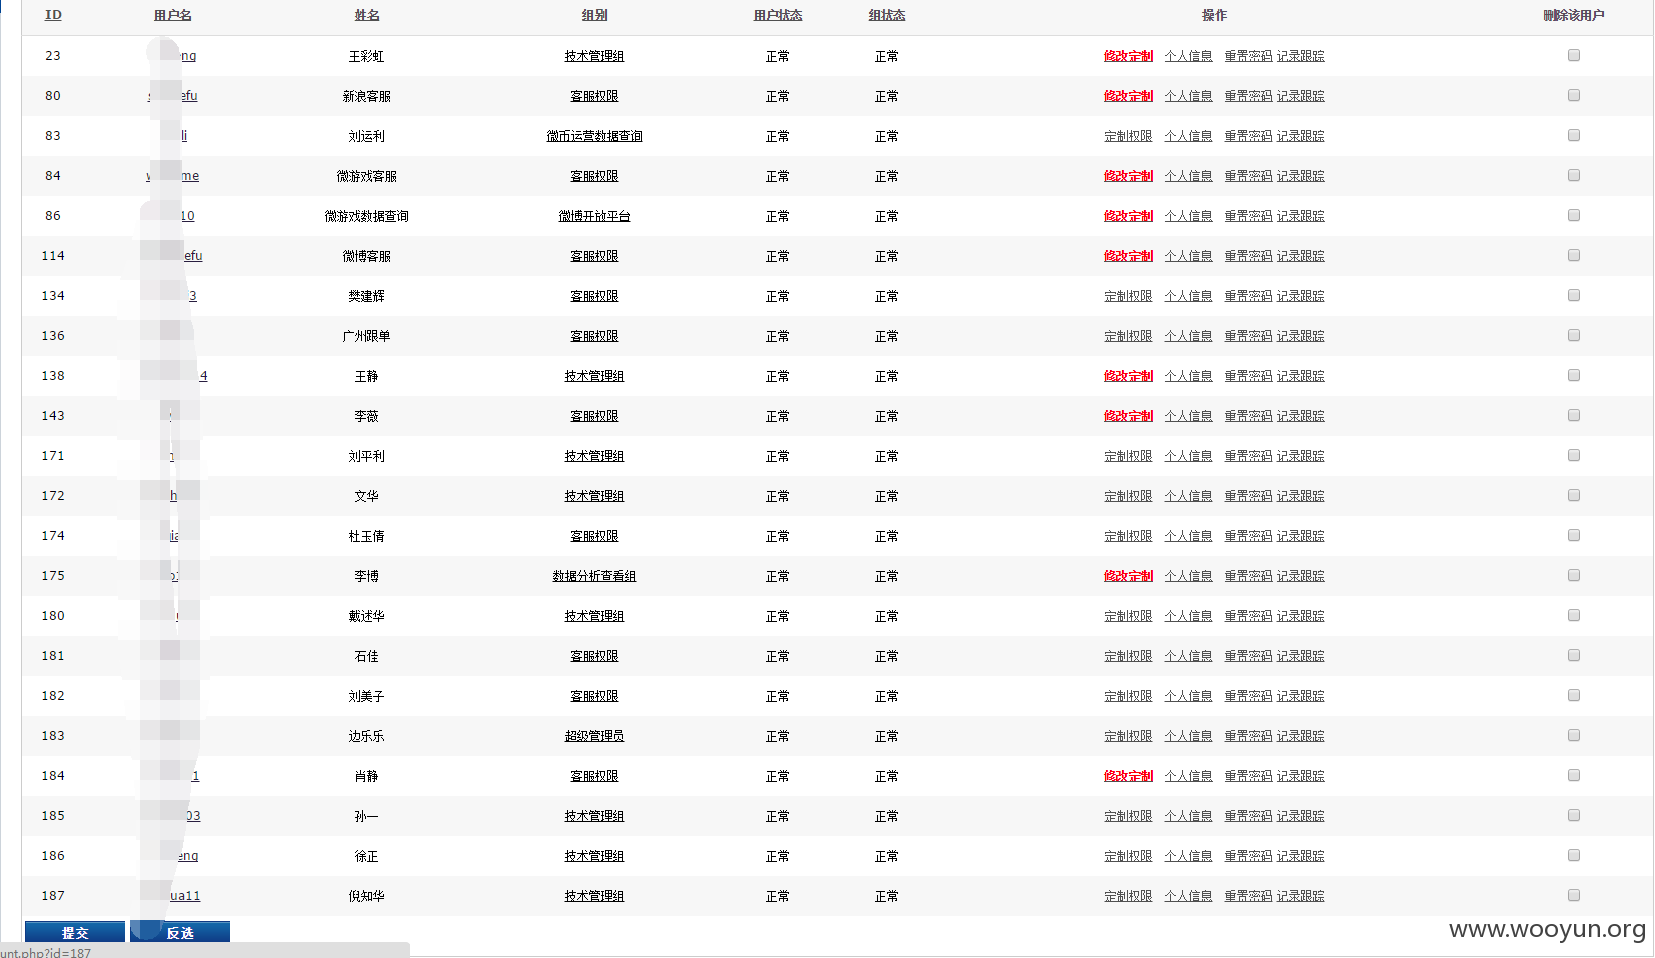 ID 用户名 姓名 组别 用户状态 组状态 操作 删除该用户
23 eng 王彩虹 技术管理组 正常 正常 修改定制 个人信息 重置密码 记录跟踪
80 s efu 新浪客服 客服权限 正常 正常 修改定制 个人信息 重置密码 记录跟踪
83 li 刘运利 微币运营数据查询 正常 正常 定制权限 个人信息 重置密码 记录跟踪
84 w me 微游戏客服 客服权限 正常 正常 修改定制 个人信息 重置密码 记录跟踪
86 10 微游戏数据查询 微博开放平台 正常 正常 修改定制 个人信息 重置密码 记录跟踪
114 efu 微博客服 客服权限 正常 正常 修改定制 个人信息 重置密码 记录跟踪
134 3 樊建辉 客服权限 正常 正常 定制权限 个人信息 重置密码 记录跟踪
136 广州跟单 客服权限 正常 正常 定制权限 个人信息 重置密码 记录跟踪
138 4 王静 技术管理组 正常 正常 修改定制 个人信息 重置密码 记录跟踪
143 李薇 客服权限 正常 正常 修改定制 个人信息 重置密码 记录跟踪
171 刘平利 技术管理组 正常 正常 定制权限 个人信息 重置密码 记录跟踪
172 h 文华 技术管理组 正常 正常 定制权限 个人信息 重置密码 记录跟踪
174 杜玉倩 客服权限 正常 正常 定制权限 个人信息 重置密码 记录跟踪
175 李博 数据分析查看组 正常 正常 修改定制 个人信息 重置密码 记录跟踪
180 戴述华 技术管理组 正常 正常 定制权限 个人信息 重置密码 记录跟踪
181 石佳 客服权限 正常 正常 定制权限 个人信息 重置密码 记录跟踪
182 刘美子 客服权限 正常 正常 定制权限 个人信息 重置密码 记录跟踪
183 边乐乐 超级管理员 正常 正常 定制权限 个人信息 重置密码 记录跟踪
184 1 肖静 客服权限 正常 正常 修改定制 个人信息 重置密码 记录跟踪
185 03 孙一 技术管理组 正常 正常 定制权限 个人信息 重置密码 记录跟踪
186 eng 徐正 技术管理组 正常 正常 定制权限 个人信息 重置密码 记录跟踪
187 ua11 倪知华 技术管理组 正常 正常 定制权限 个人信息 重置密码 记录跟踪
提交 反选
www.wooyun.org
unt.php?id=187